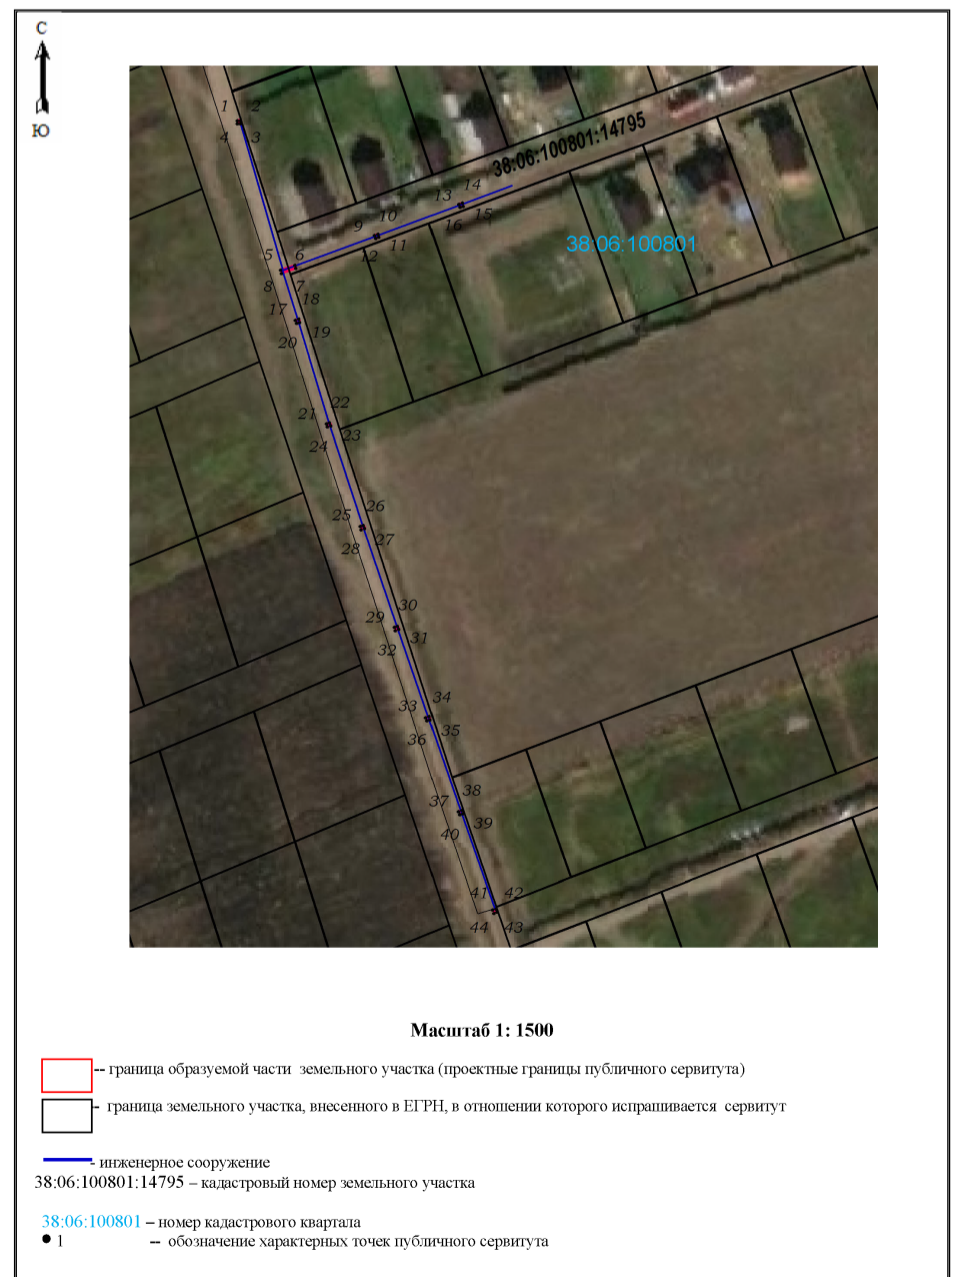 С
Ю
1 2
4 3
38:06:100801:14795
13 14
16 15
9 10
12 11
38:06:100801
5 6
8 7
17 18
20 19
21 22
24 23
25 26
28 27
29 30
32 31
33 34
36 35
37 38
40 39
41 42
44 43
Масштаб 1: 1500
-- граница образуемой части земельного участка (проектные границы публичного сервитута)
- граница земельного участка, внесенного в ЕГРН, в отношении которого испрашивается сервитут
- инженерное сооружение
38:06:100801:14795 – кадастровый номер земельного участка
38:06:100801 – номер кадастрового квартала
● 1 -- обозначение характерных точек публичного сервитута